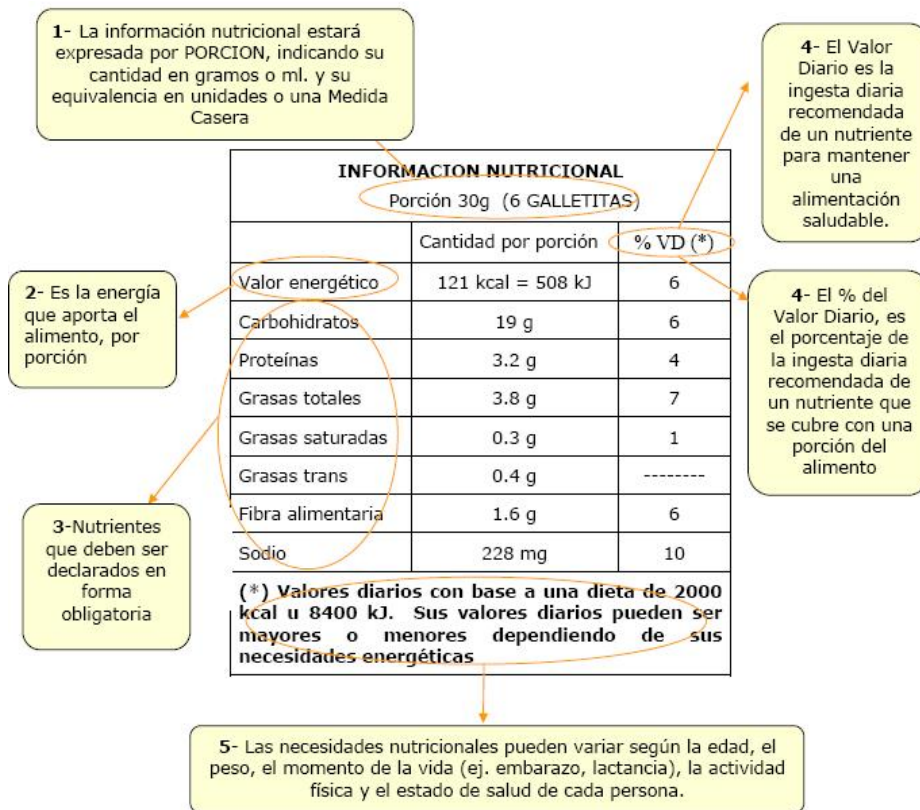 1- La información nutricional estará
expresada por PORCION, indicando su
cantidad en gramos o ml. y su
equivalencia en unidades o una Medida
Casera
4- El Valor
Diario es la
ingesta diaria
recomendada
de un nutriente
para mantener
una
alimentación
saludable.
INFORMACION NUTRICIONAL
Porción 30g (6 GALLETITAS)
Cantidad por porción % VD (*)
Valor energético 121 kcal = 508 kJ 6
Carbohidratos 19 g 6
Proteínas 3.2 g 4
Grasas totales 3.8 g 7
Grasas saturadas 0.3 g 1
Grasas trans 0.4 g --------
Fibra alimentaria 1.6 g 6
Sodio 228 mg 10
(*) Valores diarios con base a una dieta de 2000
kcal u 8400 kJ. Sus valores diarios pueden ser
mayores o menores dependiendo de sus
necesidades energéticas
2- Es la energía
que aporta el
alimento, por
porción
4- El % del
Valor Diario, es
el porcentaje de
la ingesta diaria
recomendada de
un nutriente que
se cubre con una
porción del
alimento
3-Nutrientes
que deben ser
declarados en
forma
obligatoria
5- Las necesidades nutricionales pueden variar según la edad, el
peso, el momento de la vida (ej. embarazo, lactancia), la actividad
física y el estado de salud de cada persona.